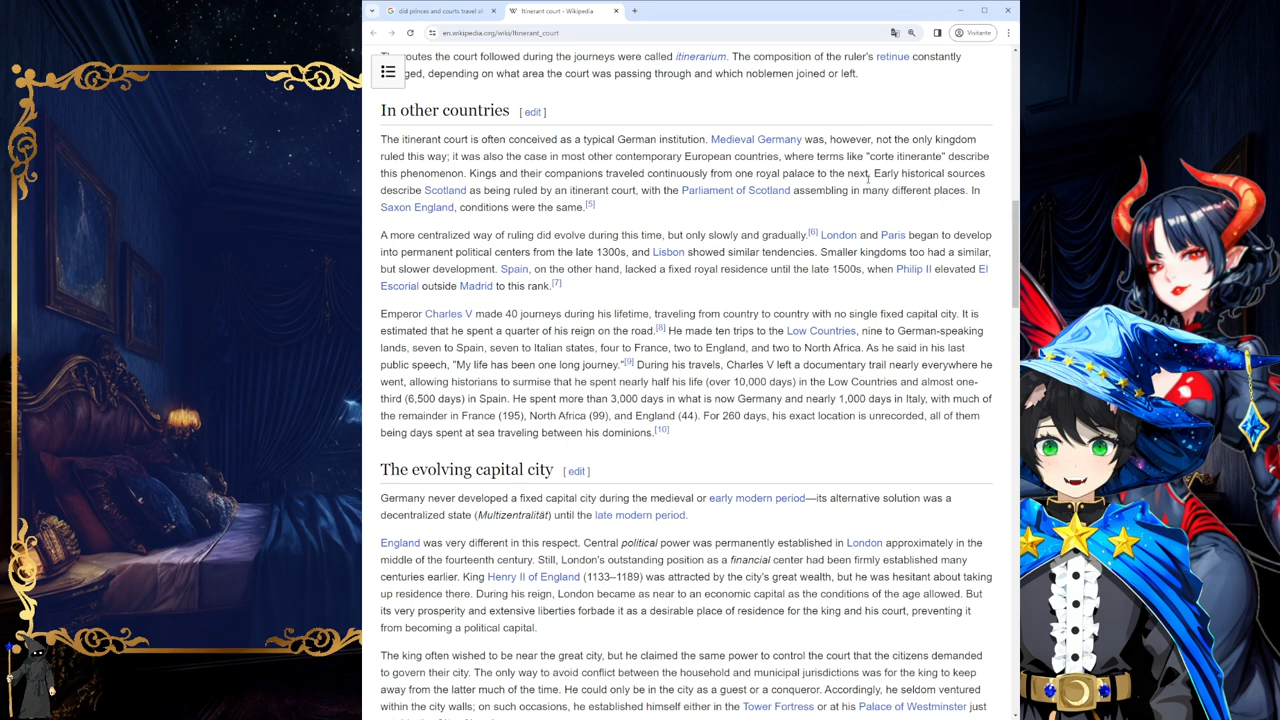 did princes and courts travel al
Itinerant court - Wikipedia
en.wikipedia.org/wiki/Itinerant_court
Visitante
routes the court followed during the journeys were called itinerarium. The composition of the ruler's retinue constantly
ged, depending on what area the court was passing through and which noblemen joined or left.
In other countries [ edit ]
The itinerant court is often conceived as a typical German institution. Medieval Germany was, however, not the only kingdom
ruled this way; it was also the case in most other contemporary European countries, where terms like "corte itinerante" describe
this phenomenon. Kings and their companions traveled continuously from one royal palace to the next. Early historical sources
describe Scotland as being ruled by an itinerant court, with the Parliament of Scotland assembling in many different places. In
Saxon England, conditions were the same.[5]
A more centralized way of ruling did evolve during this time, but only slowly and gradually.[6] London and Paris began to develop
into permanent political centers from the late 1300s, and Lisbon showed similar tendencies. Smaller kingdoms too had a similar,
but slower development. Spain, on the other hand, lacked a fixed royal residence until the late 1500s, when Philip II elevated El
Escorial outside Madrid to this rank.[7]
Emperor Charles V made 40 journeys during his lifetime, traveling from country to country with no single fixed capital city. It is
estimated that he spent a quarter of his reign on the road.[8] He made ten trips to the Low Countries, nine to German-speaking
lands, seven to Spain, seven to Italian states, four to France, two to England, and two to North Africa. As he said in his last
public speech, "My life has been one long journey."[9] During his travels, Charles V left a documentary trail nearly everywhere he
went, allowing historians to surmise that he spent nearly half his life (over 10,000 days) in the Low Countries and almost one-
third (6,500 days) in Spain. He spent more than 3,000 days in what is now Germany and nearly 1,000 days in Italy, with much of
the remainder in France (195), North Africa (99), and England (44). For 260 days, his exact location is unrecorded, all of them
being days spent at sea traveling between his dominions.[10]
The evolving capital city [ edit ]
Germany never developed a fixed capital city during the medieval or early modern period—its alternative solution was a
decentralized state (Multizentralität) until the late modern period.
England was very different in this respect. Central political power was permanently established in London approximately in the
middle of the fourteenth century. Still, London's outstanding position as a financial center had been firmly established many
centuries earlier. King Henry II of England (1133–1189) was attracted by the city's great wealth, but he was hesitant about taking
up residence there. During his reign, London became as near to an economic capital as the conditions of the age allowed. But
its very prosperity and extensive liberties forbade it as a desirable place of residence for the king and his court, preventing it
from becoming a political capital.
The king often wished to be near the great city, but he claimed the same power to control the court that the citizens demanded
to govern their city. The only way to avoid conflict between the household and municipal jurisdictions was for the king to keep
away from the latter much of the time. He could only be in the city as a guest or a conqueror. Accordingly, he seldom ventured
within the city walls; on such occasions, he established himself either in the Tower Fortress or at his Palace of Westminster just